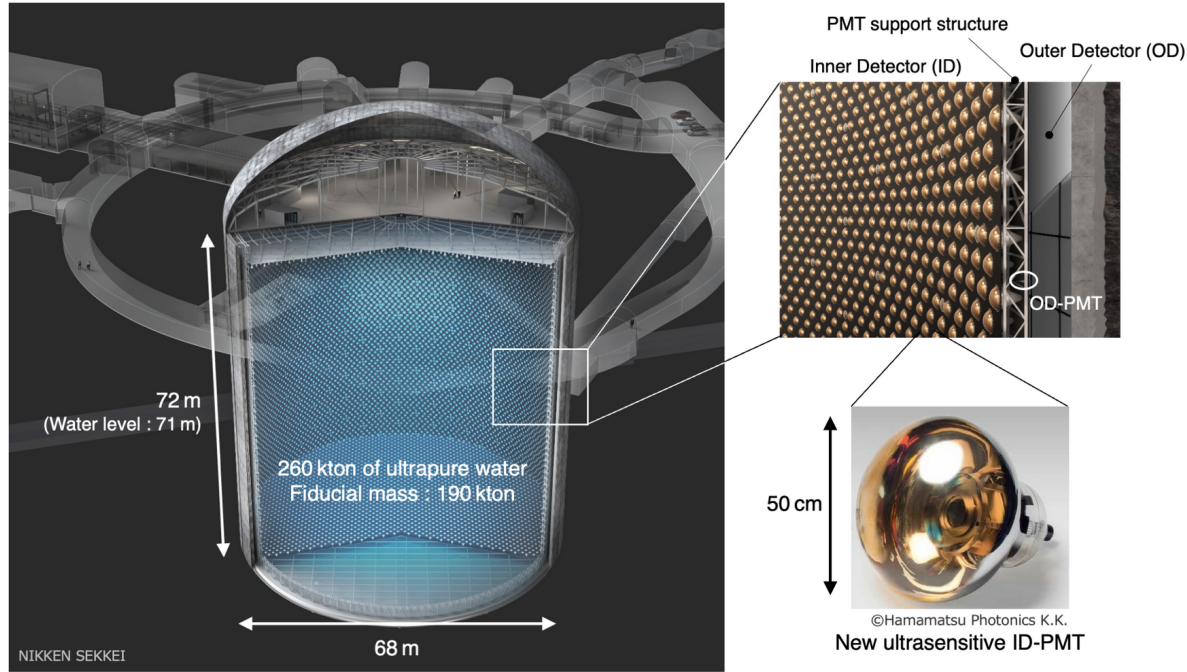 PMT support structure
Inner Detector (ID)
Outer Detector (OD)
OD-PMT
72 m
(Water level : 71 m)
260 kton of ultrapure water
Fiducial mass : 190 kton
50 cm
68 m
©Hamamatsu Photonics K.K.
New ultrasensitive ID-PMT
NIKKEN SEKKEI